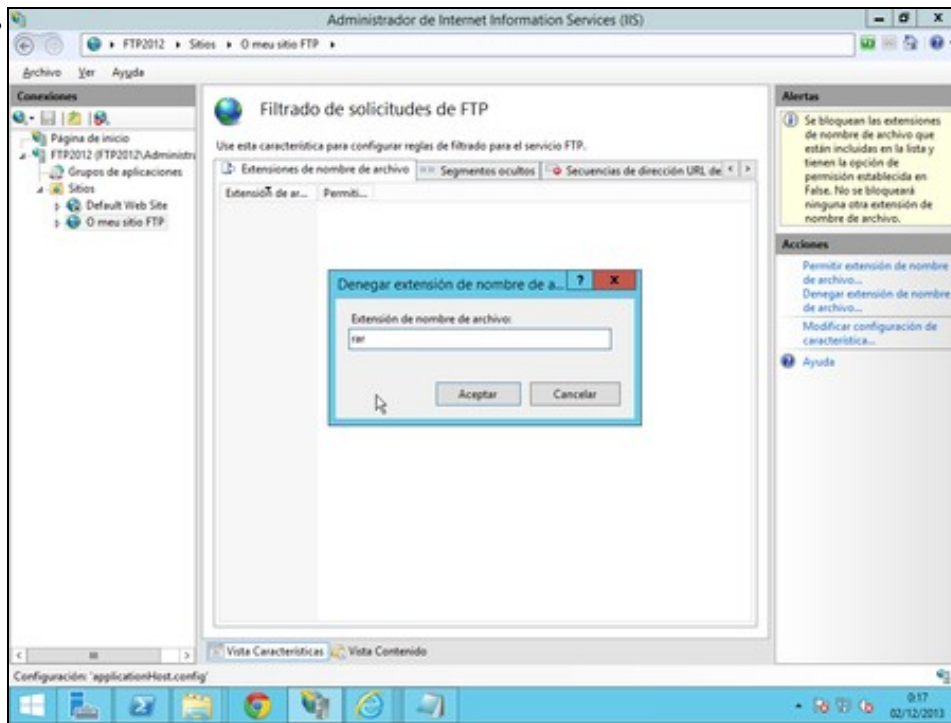 Administrador de Internet Information Services (IIS)
FTP2012 ▸ Sitios ▸ O meu sitio FTP ▸
Archivo Ver Ayuda
Conexiones
Página de inicio
FTP2012 (FTP2012\Administra
Grupos de aplicaciones
Sitios
Default Web Site
O meu sitio FTP
Filtrado de solicitudes de FTP
Use esta característica para configurar reglas de filtrado para el servicio FTP.
Extensiones de nombre de archivo Segmentos ocultos Secuencias de dirección URL de
Extensión de ar... Permiti...
Denegar extensión de nombre de a...
Extensión de nombre de archivo:
rar
Aceptar Cancelar
Vista Características Vista Contenido
Alertas
Se bloquean las extensiones
de nombre de archivo que
están incluidas en la lista y
tienen la opción de
permisión establecida en
False. No se bloqueará
ninguna otra extensión de
nombre de archivo.
Acciones
Permitir extensión de nombre
de archivo...
Denegar extensión de nombre
de archivo...
Modificar configuración de
característica...
Ayuda
Configuración: 'applicationHost.config'
0:17
02/12/2013